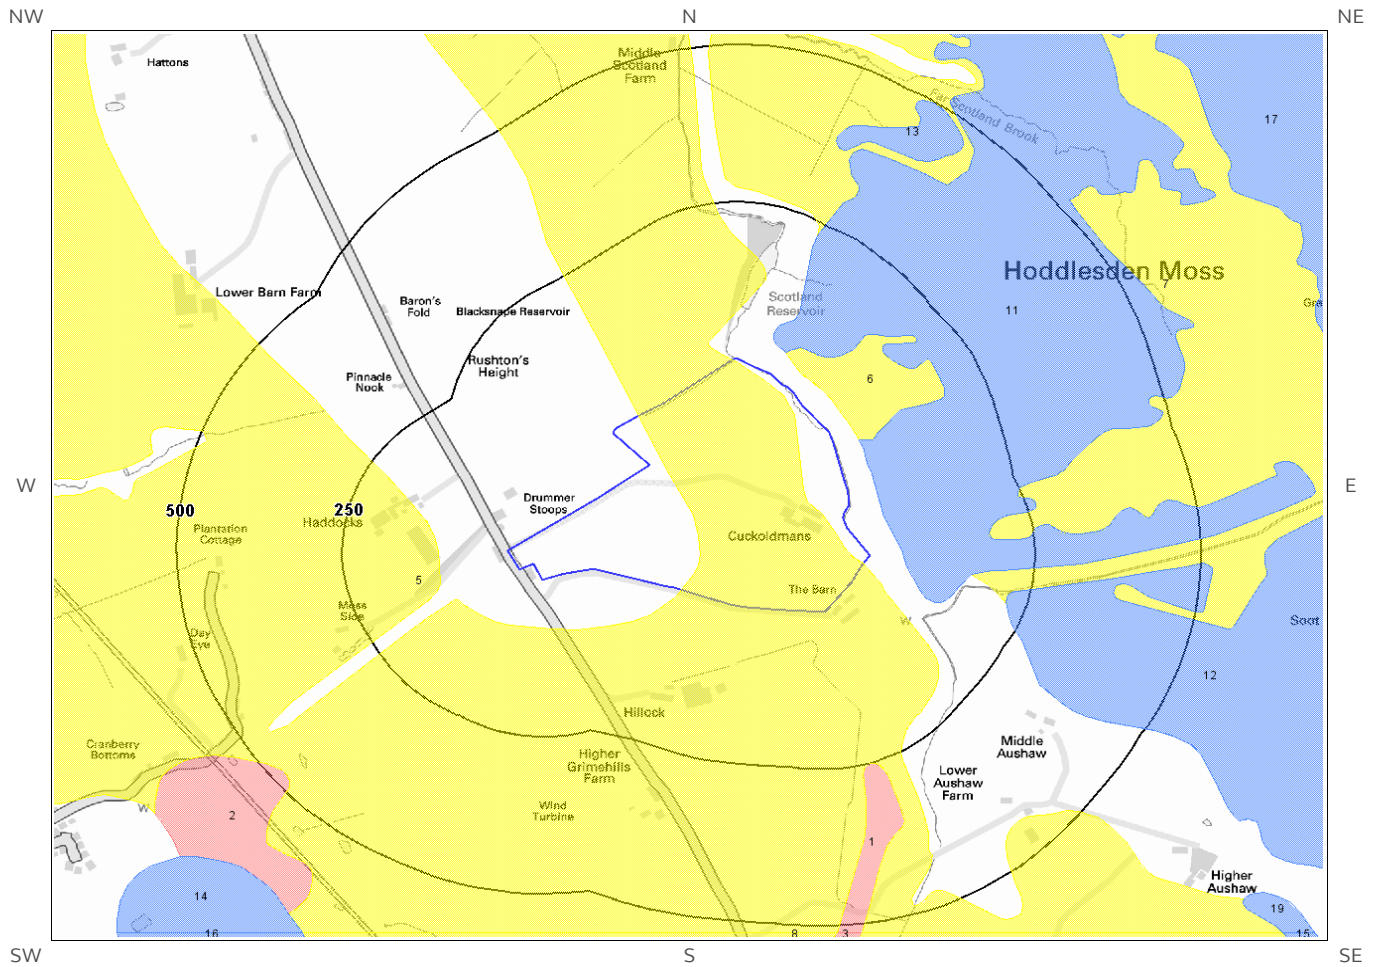 NW
N
NE
Hattons
Middle
Scotland
Farm
Far Scotland Brook
13
17
Hoddlesden Moss
7
Lower Barn Farm
Baron's
Fold
Blacksnape Reservoir
Scotland
Reservoir
11
Gra
Rushton's
Height
Pinnacle
Nook
6
W
E
500
250
Drummer
Stoops
Haddocks
Plantation
Cottage
Cuckoldmans
5
The Barn
Moss
Side
W
Soot
Day
Eye
12
Hillock
Cranberry
Bottoms
Higher
Grimehills
Farm
Middle
Aushaw
Lower
Aushaw
Farm
W
2
Wind
Turbine
1
Higher
Aushaw
14
19
16
8
3
15
SW
S
SE